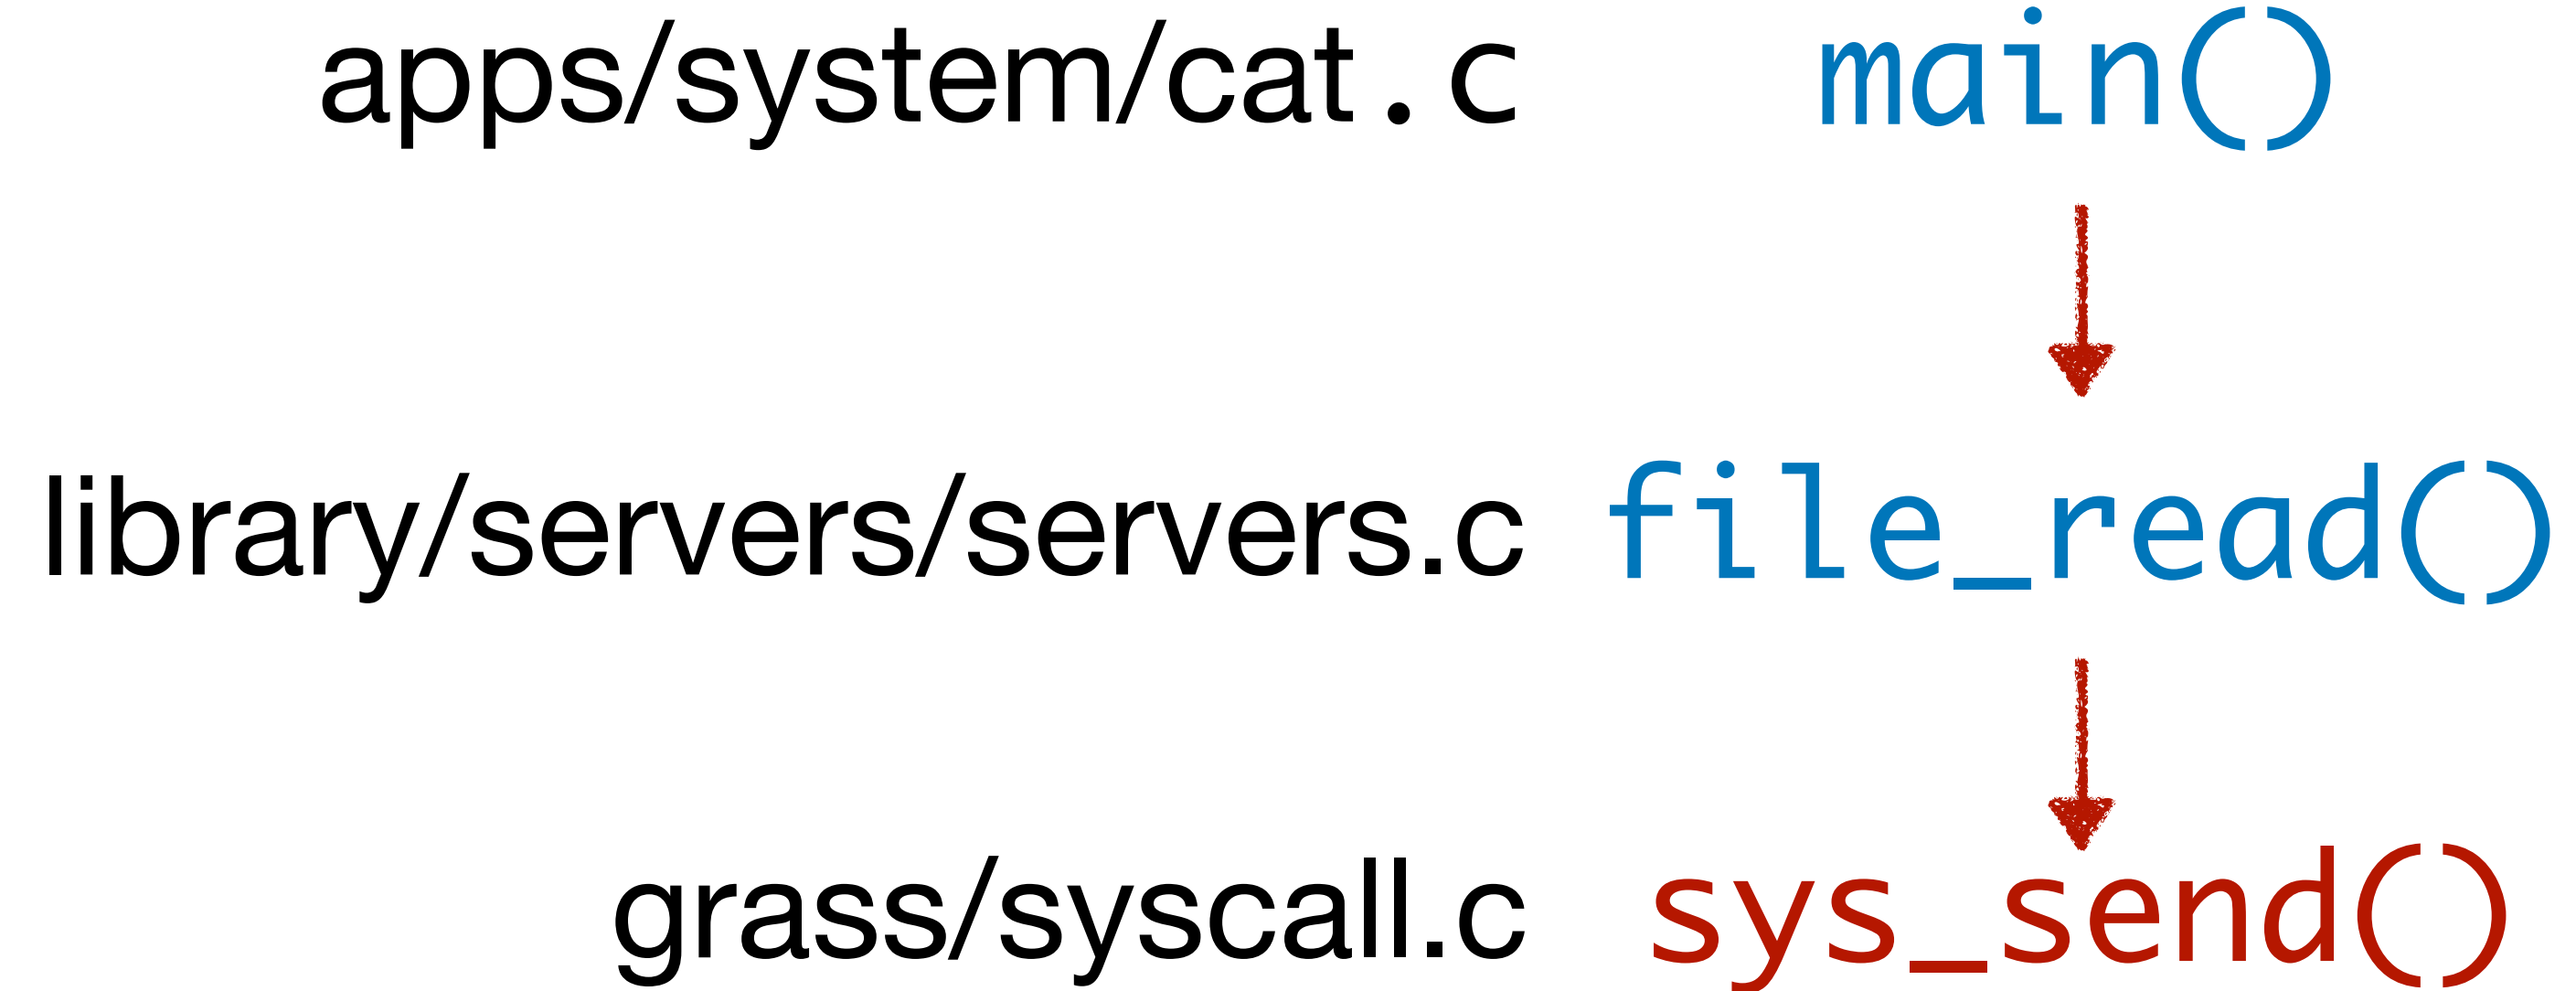 apps/system/cat.c main()
library/servers/servers.c file_read()
grass/syscall.c sys_send()